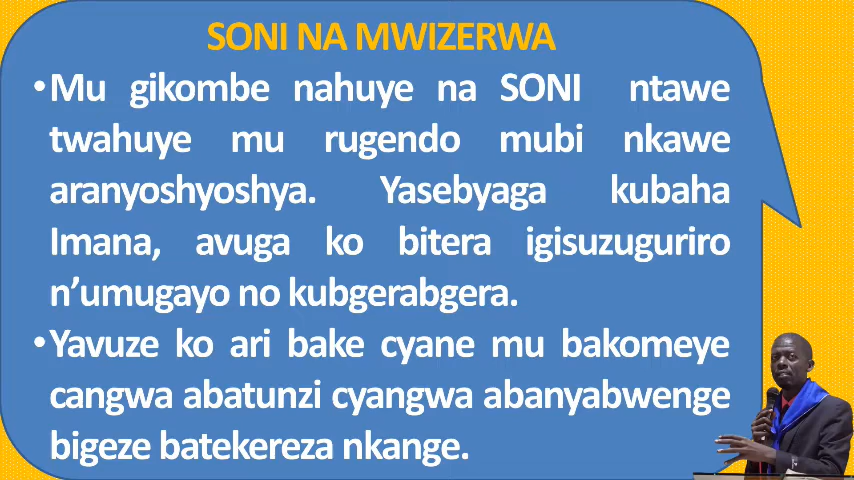 SONI NA MWIZERWA
•Mu gikombe nahuye na SONI ntawe
twahuye mu rugendo mubi nkawe
aranyoshyoshya. Yasebyaga kubaha
Imana, avuga ko bitera igisuzuguriro
n’umugayo no kubgerabgera.
•Yavuze ko ari bake cyane mu bakomeye
cangwa abatunzi cyangwa abanyabwenge
bigeze batekereza nkange.